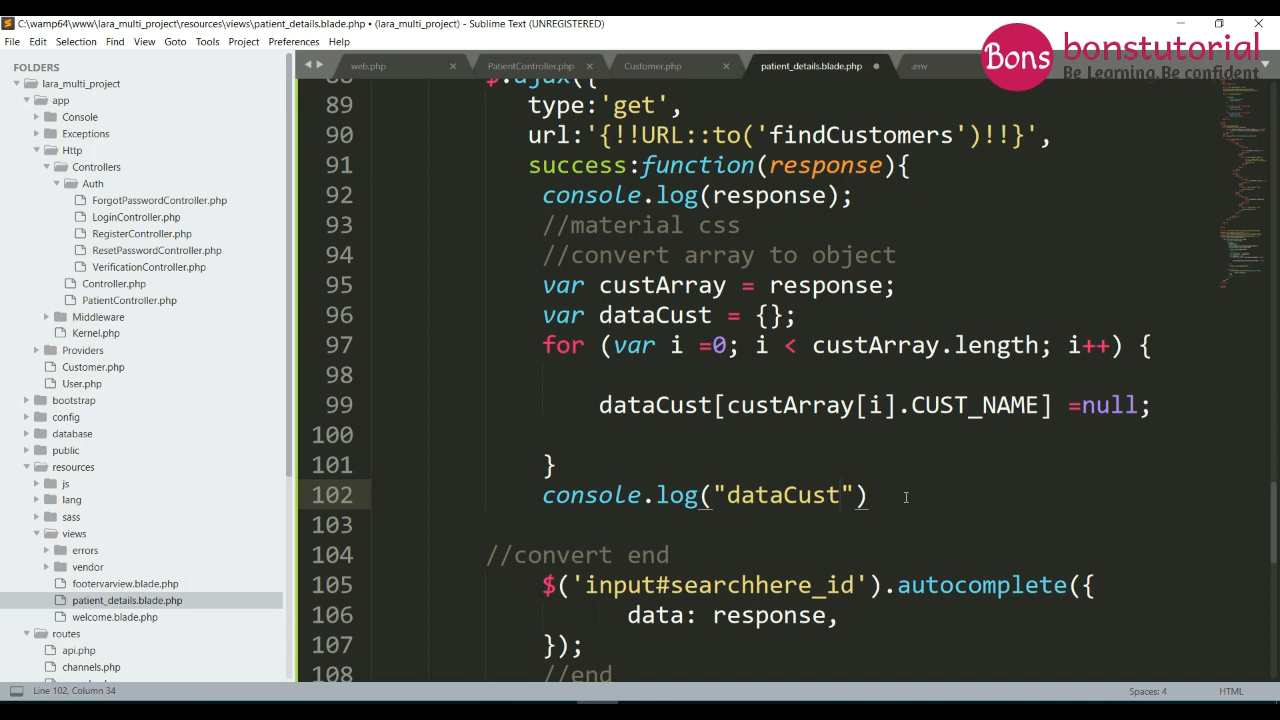 C:\wamp64\www\lara_multi_project\resources\views\patient_details.blade.php • (lara_multi_project) - Sublime Text (UNREGISTERED)
File Edit Selection Find View Goto Tools Project Preferences Help
Bons bonstutorial
Be Learning,Be confident
FOLDERS
lara_multi_project
app
Console
Exceptions
Http
Controllers
Auth
ForgotPasswordController.php
LoginController.php
RegisterController.php
ResetPasswordController.php
VerificationController.php
Controller.php
PatientController.php
Middleware
Kernel.php
Providers
Customer.php
User.php
bootstrap
config
database
public
resources
js
lang
sass
views
errors
vendor
footervarview.blade.php
patient_details.blade.php
welcome.blade.php
routes
api.php
channels.php
web.php PatientController.php Customer.php patient_details.blade.php .env
88 $.ajax({
89 type:'get',
90 url:'{!!URL::to('findCustomers')!!}',
91 success:function(response){
92 console.log(response);
93 //material css
94 //convert array to object
95 var custArray = response;
96 var dataCust = {};
97 for (var i =0; i < custArray.length; i++) {
98
99 dataCust[custArray[i].CUST_NAME] =null;
100
101 }
102 console.log("dataCust")
103
104 //convert end
105 $('input#searchhere_id').autocomplete({
106 data: response,
107 });
108 //end
Line 102, Column 34 Spaces: 4 HTML